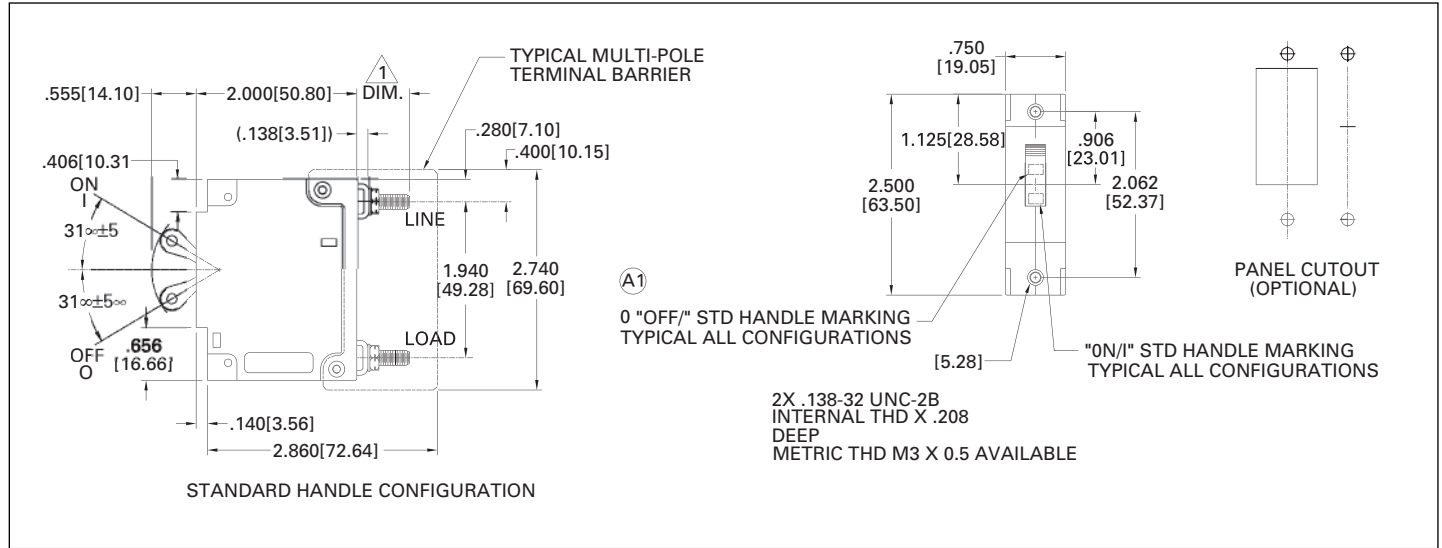 TYPICAL MULTI-POLE
TERMINAL BARRIER
1
DIM.
.555[14.10]
2.000[50.80]
(.138[3.51])
.280[7.10]
.400[10.15]
.406[10.31
ON
I
31∞±5
31∞±5∞
OFF
O
.656
[16.66]
LINE
1.940
[49.28]
2.740
[69.60]
LOAD
.140[3.56]
2.860[72.64]
STANDARD HANDLE CONFIGURATION
.750
[19.05]
1.125[28.58]
.906
[23.01]
2.500
[63.50]
2.062
[52.37]
A1
0 "OFF/" STD HANDLE MARKING
TYPICAL ALL CONFIGURATIONS
[5.28]
"0N/I" STD HANDLE MARKING
TYPICAL ALL CONFIGURATIONS
2X .138-32 UNC-2B
INTERNAL THD X .208
DEEP
METRIC THD M3 X 0.5 AVAILABLE
PANEL CUTOUT
(OPTIONAL)